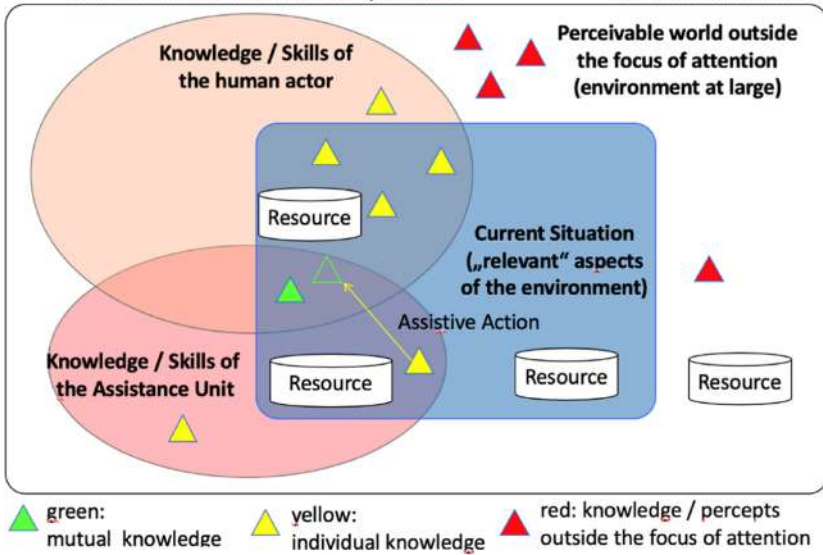 Knowledge / Skills of
the human actor
Perceivable world outside
the focus of attention
(environment at large)
Resource
Current Situation
(„relevant“ aspects
of the environment)
Assistive Action
Knowledge / Skills of
the Assistance Unit
Resource
Resource
Resource
green:
mutual knowledge
yellow:
individual knowledge
red: knowledge / percepts
outside the focus of attention